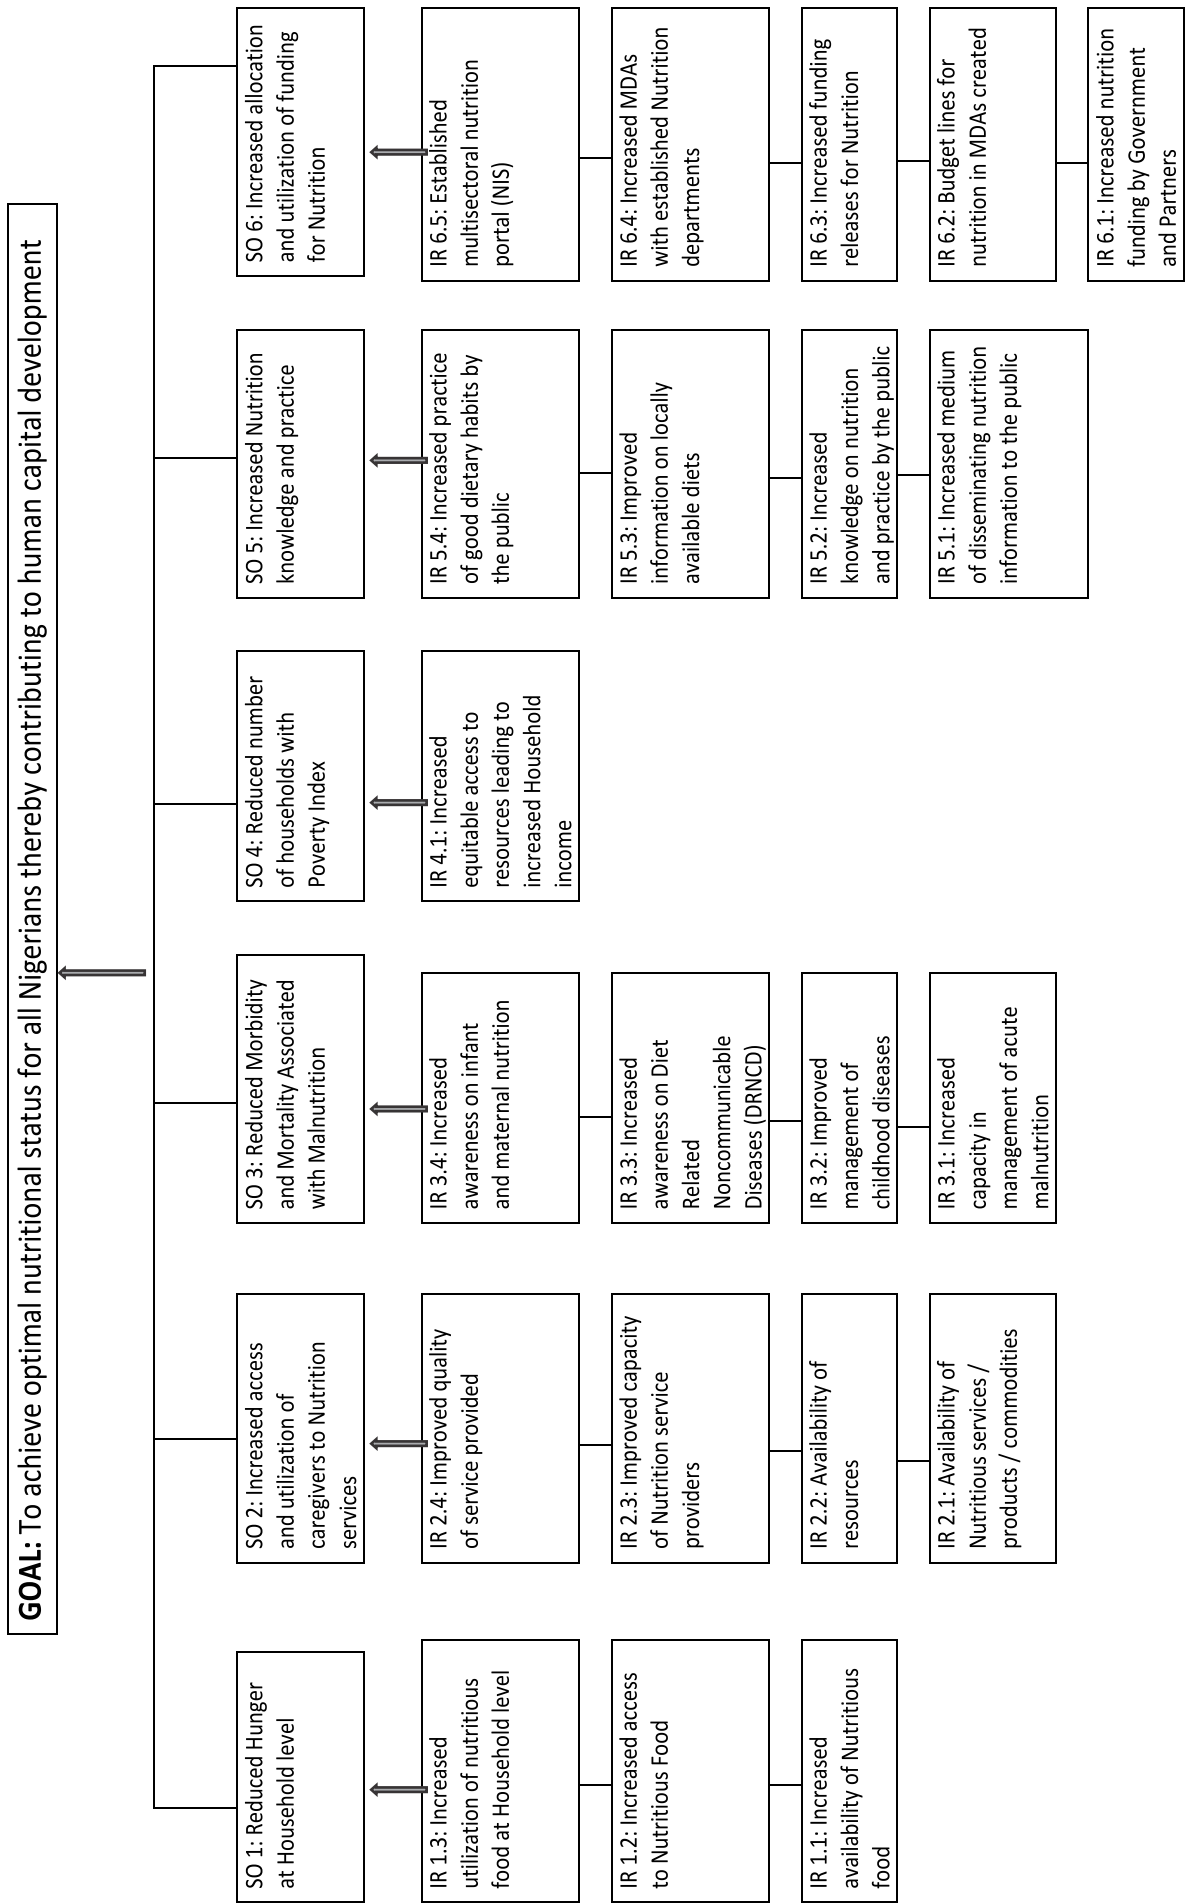 GOAL: To achieve optimal nutritional status for all Nigerians thereby contributing to human capital development
SO 1: Reduced Hunger
at Household level
IR 1.3: Increased
utilization of nutritious
food at Household level
IR 1.2: Increased access
to Nutritious Food
IR 1.1: Increased
availability of Nutritious
food
SO 2: Increased access
and utilization of
caregivers to Nutrition
services
IR 2.4: Improved quality
of service provided
IR 2.3: Improved capacity
of Nutrition service
providers
IR 2.2: Availability of
resources
IR 2.1: Availability of
Nutritious services /
products / commodities
SO 3: Reduced Morbidity
and Mortality Associated
with Malnutrition
IR 3.4: Increased
awareness on infant
and maternal nutrition
IR 3.3: Increased
awareness on Diet
Related
Noncommunicable
Diseases (DRNCD)
IR 3.2: Improved
management of
childhood diseases
IR 3.1: Increased
capacity in
management of acute
malnutrition
SO 4: Reduced number
of households with
Poverty Index
IR 4.1: Increased
equitable access to
resources leading to
increased Household
income
SO 5: Increased Nutrition
knowledge and practice
IR 5.4: Increased practice
of good dietary habits by
the public
IR 5.3: Improved
information on locally
available diets
IR 5.2: Increased
knowledge on nutrition
and practice by the public
IR 5.1: Increased medium
of disseminating nutrition
information to the public
SO 6: Increased allocation
and utilization of funding
for Nutrition
IR 6.5: Established
multisectoral nutrition
portal (NIS)
IR 6.4: Increased MDAs
with established Nutrition
departments
IR 6.3: Increased funding
releases for Nutrition
IR 6.2: Budget lines for
nutrition in MDAs created
IR 6.1: Increased nutrition
funding by Government
and Partners